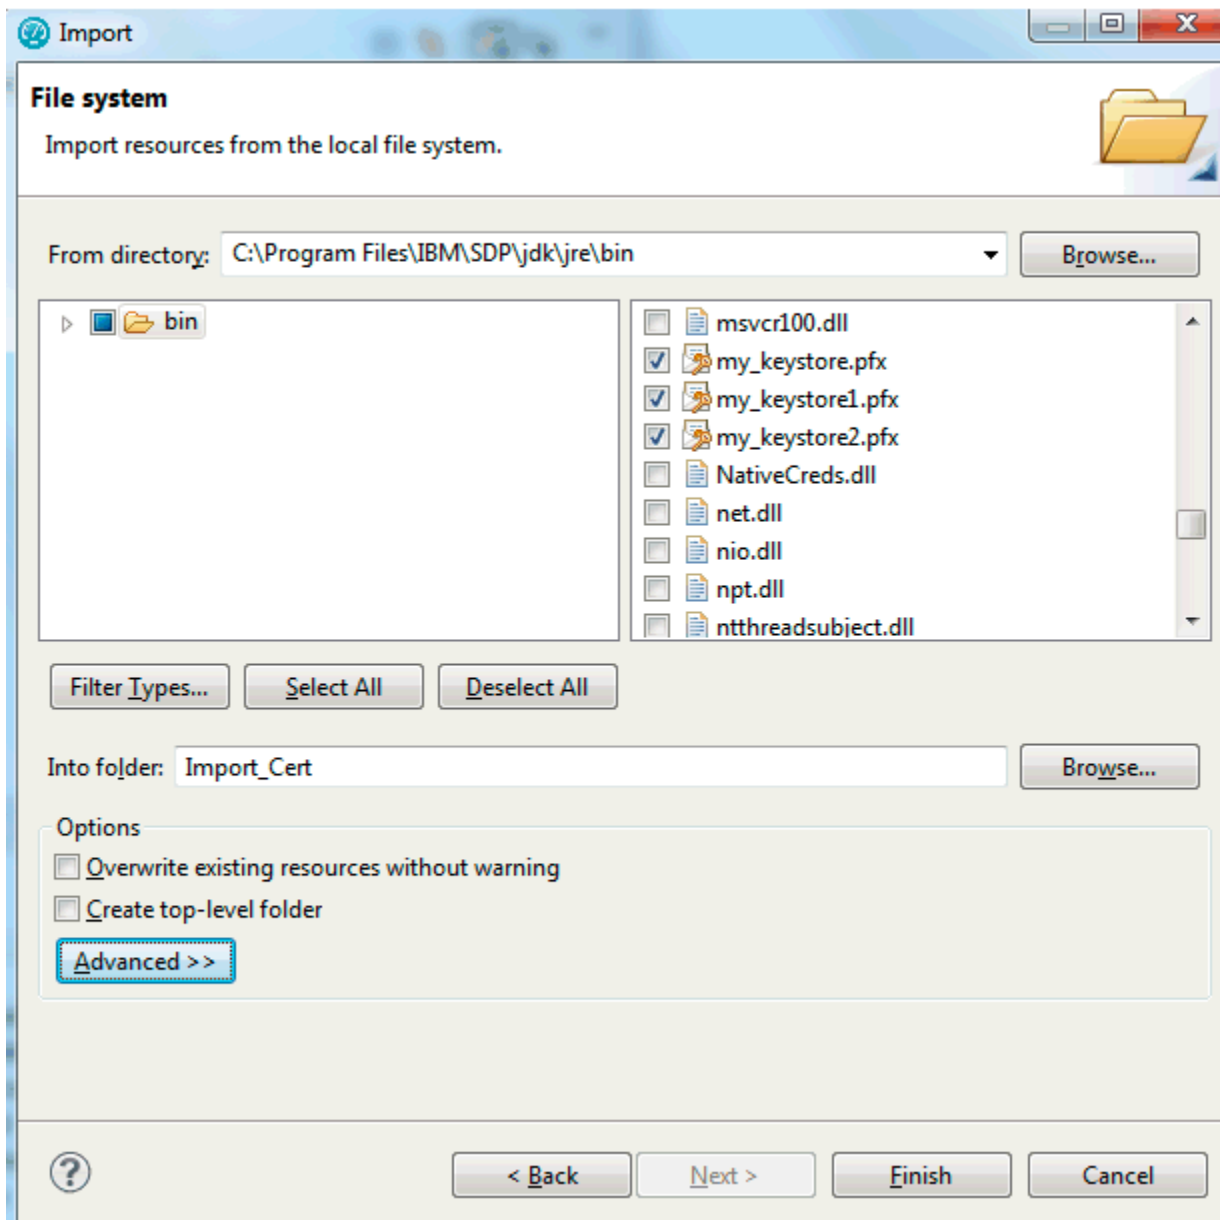 Import
File system
Import resources from the local file system.
From directory: C:\Program Files\IBM\SDP\jdk\jre\bin Browse...
bin
msvcr100.dll
my_keystore.pfx
my_keystore1.pfx
my_keystore2.pfx
NativeCreds.dll
net.dll
nio.dll
npt.dll
ntthreadsubject.dll
Filter Types... Select All Deselect All
Into folder: Import_Cert Browse...
Options
Overwrite existing resources without warning
Create top-level folder
Advanced >>
? < Back Next > Finish Cancel